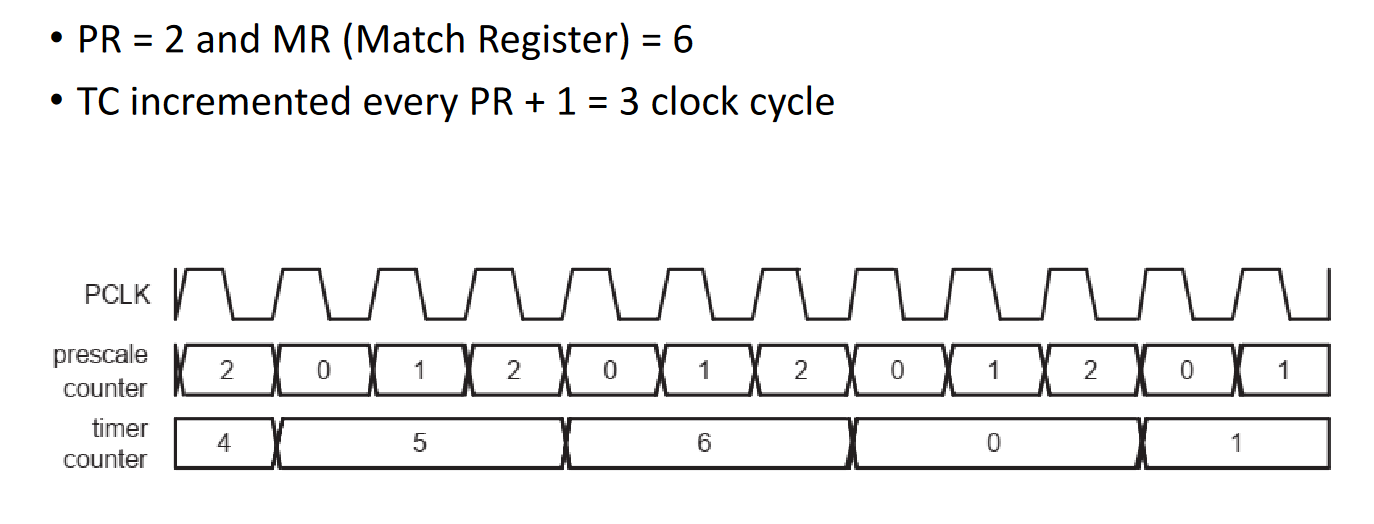 • PR = 2 and MR (Match Register) = 6
• TC incremented every PR + 1 = 3 clock cycle
PCLK
prescale
counter
2 0 1 2 0 1 2 0 1 2 0 1
timer
counter
4 5 6 0 1